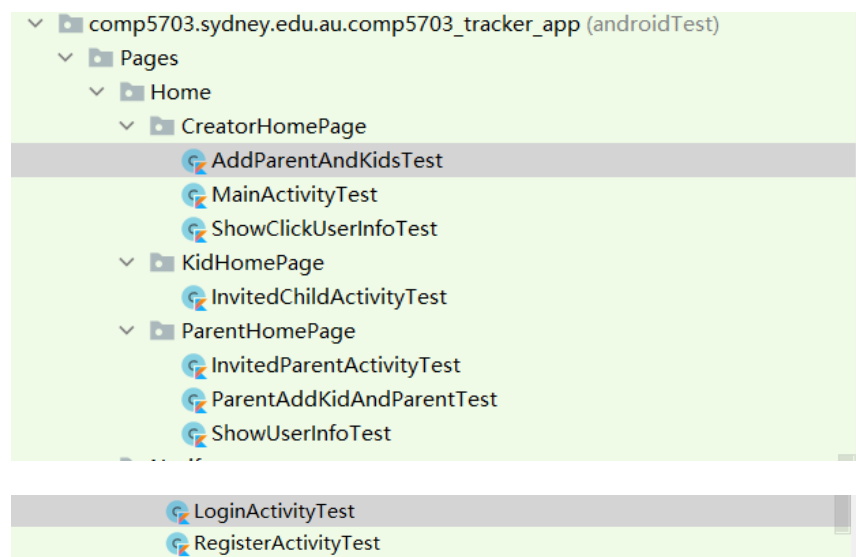 comp5703.sydney.edu.au.comp5703_tracker_app (androidTest)
Pages
Home
CreatorHomePage
AddParentAndKidsTest
MainActivityTest
ShowClickUserInfoTest
KidHomePage
InvitedChildActivityTest
ParentHomePage
InvitedParentActivityTest
ParentAddKidAndParentTest
ShowUserInfoTest
LoginActivityTest
RegisterActivityTest